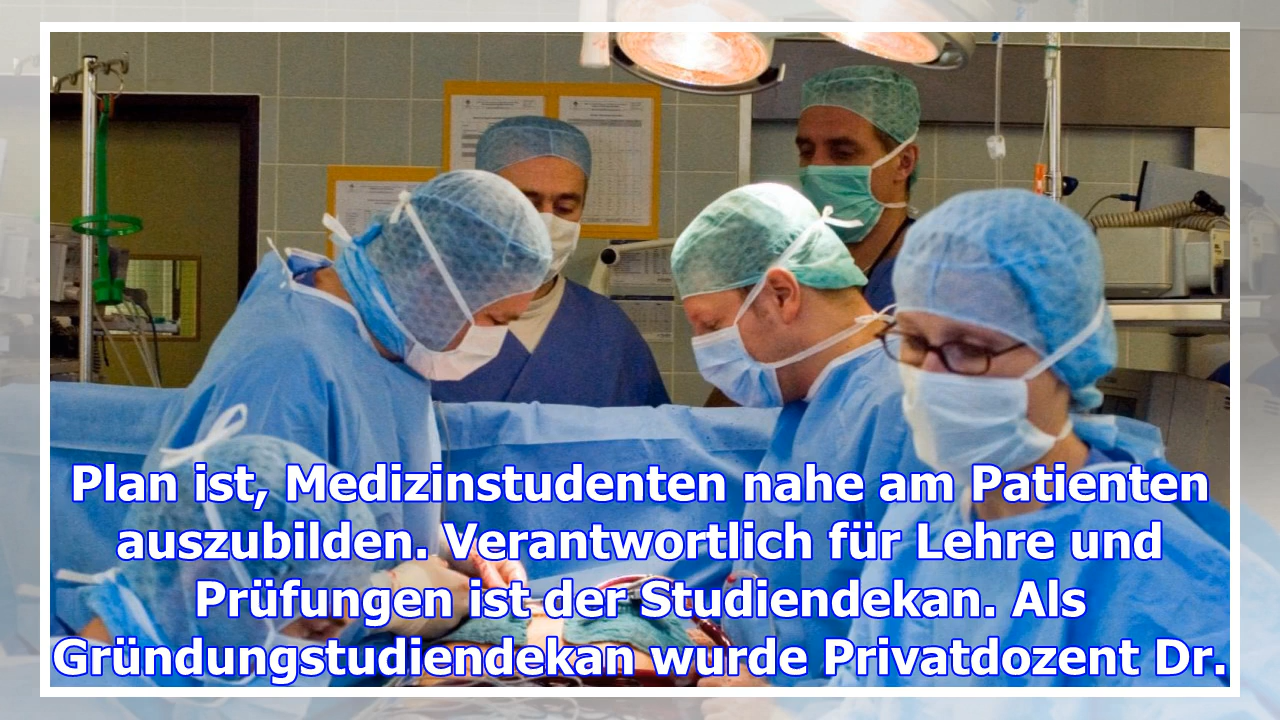 Plan ist, Medizinstudenten nahe am Patienten
auszubilden. Verantwortlich für Lehre und
Prüfungen ist der Studiendekan. Als
Gründungstudiendekan wurde Privatdozent Dr.